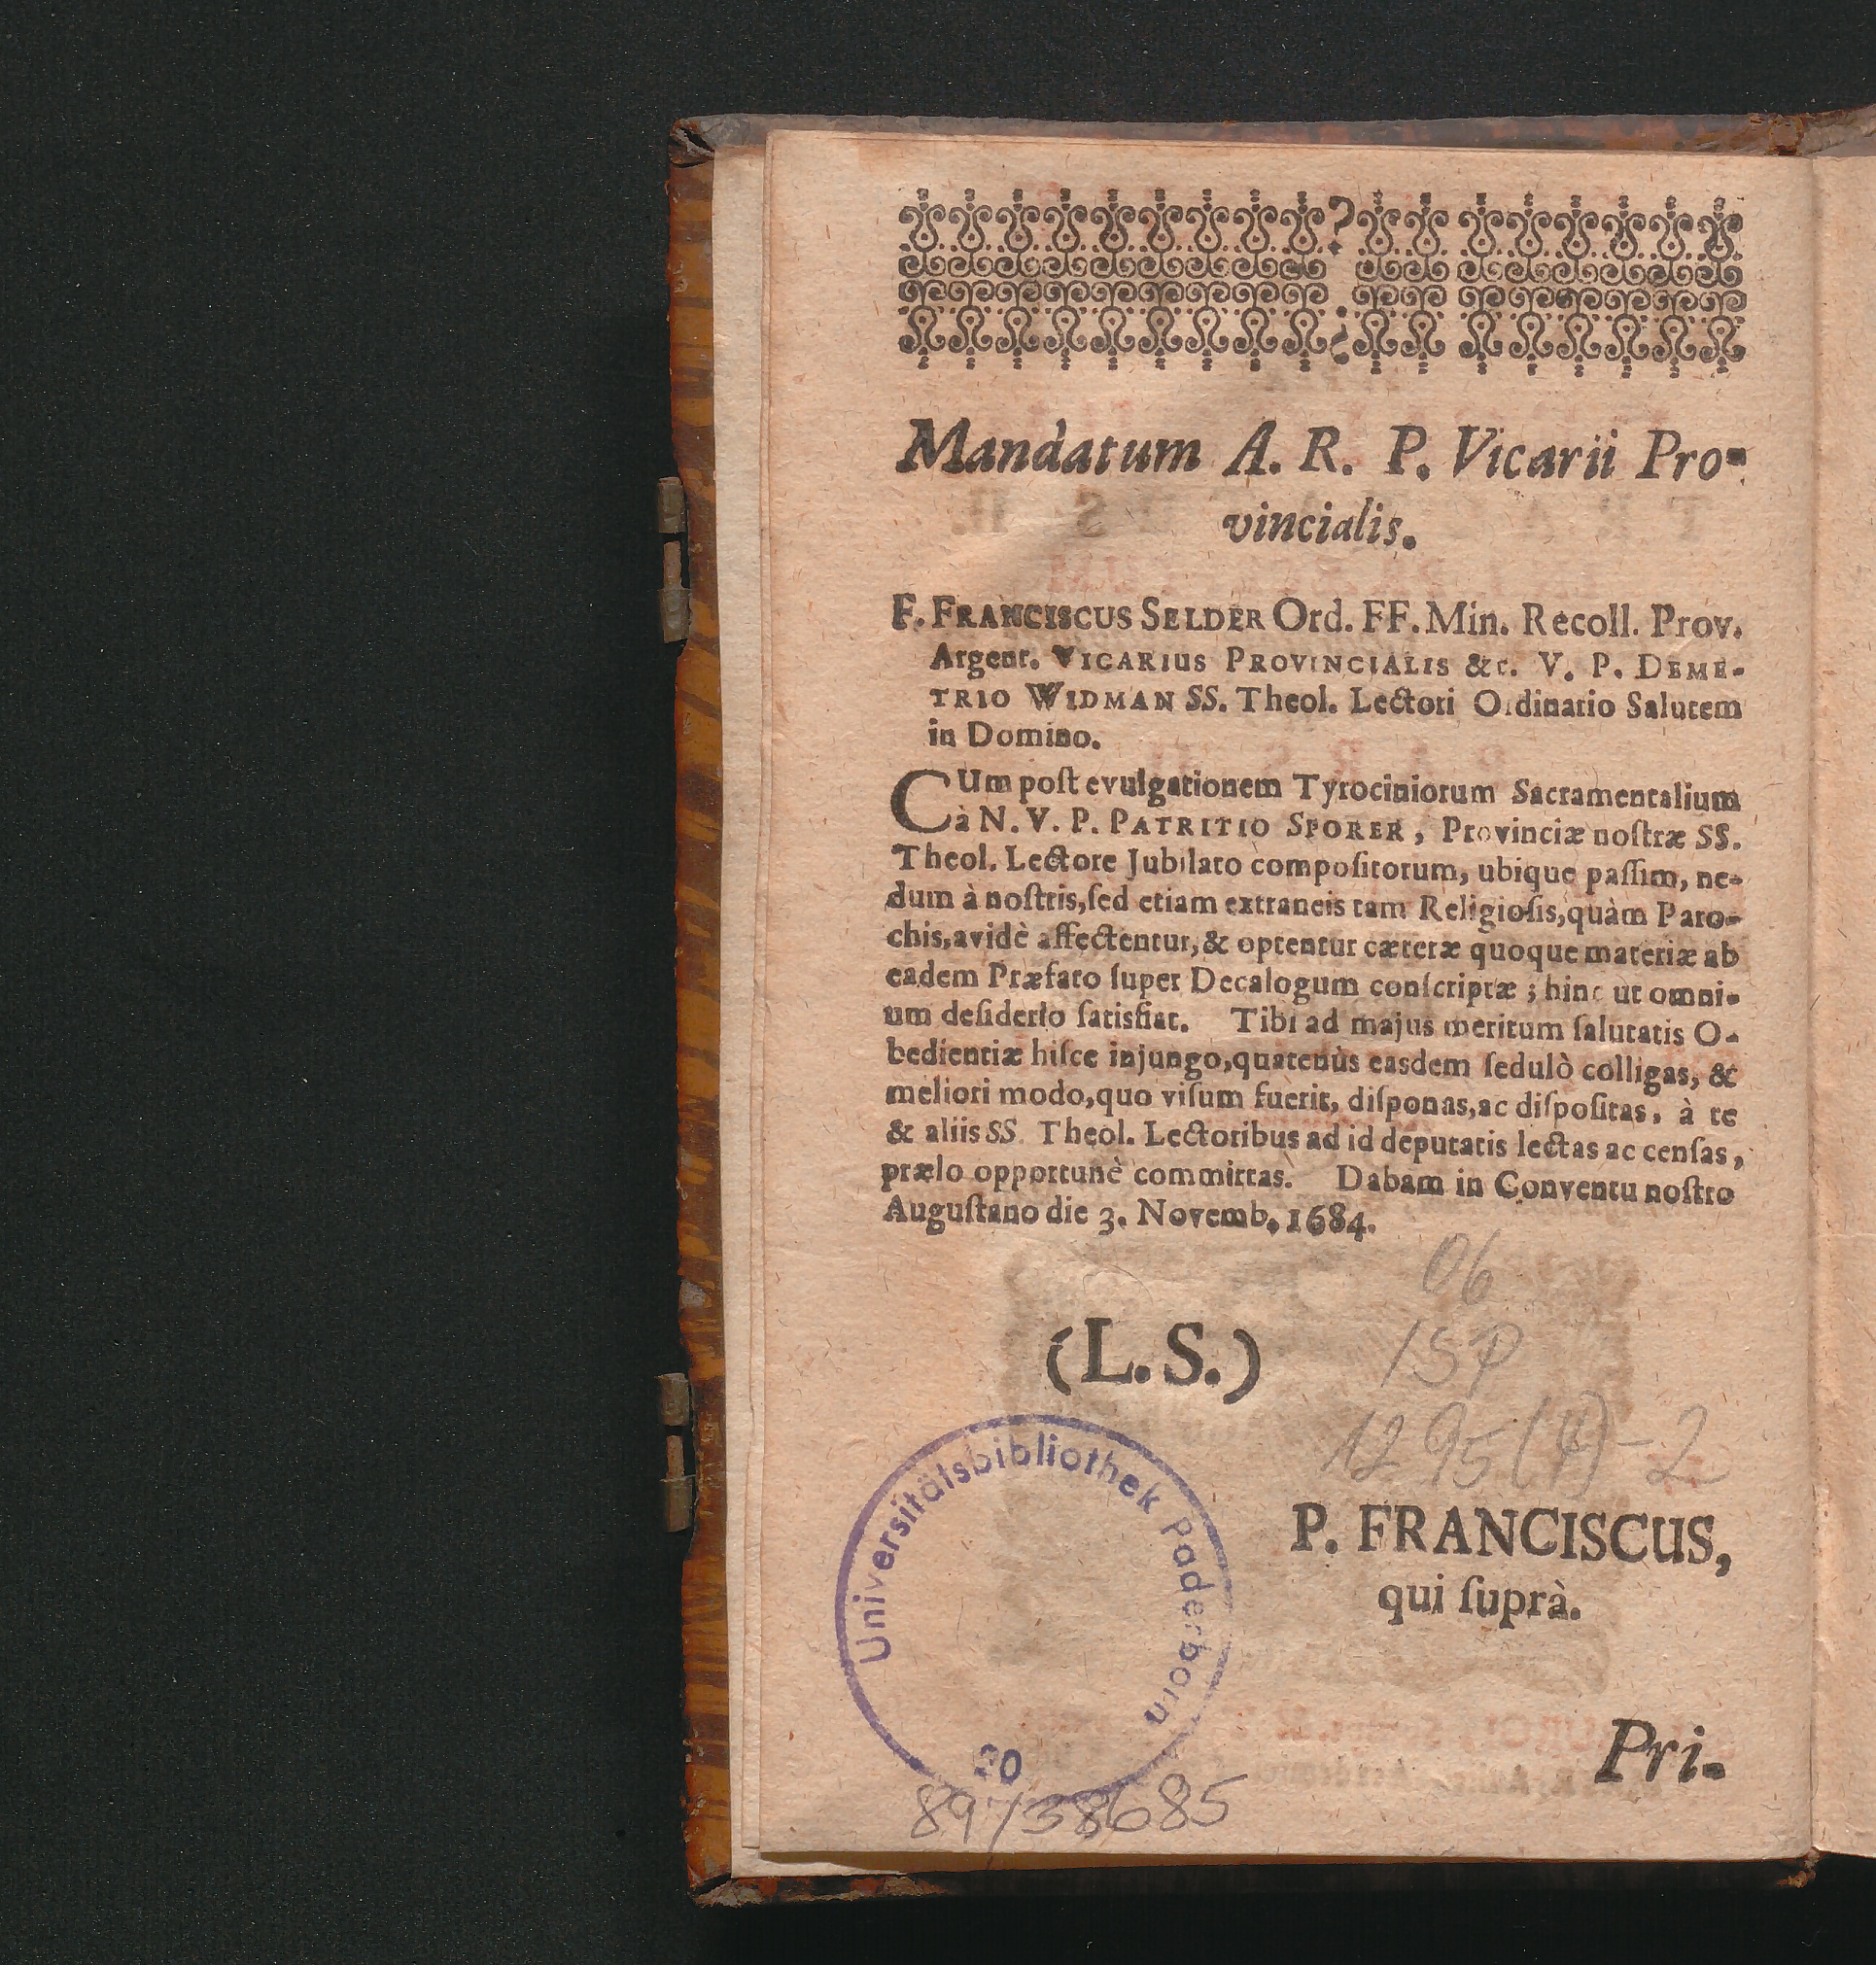 Mandatum A. R. P. Vicarii Pro-
vincialis.
F. FRANCISCUS SELDER Ord. FF. Min. Recoll. Prov.
Argent. VICARIUS PROVINCIALIS &c. V. P. DEME-
TRIO WIDMAN SS. Theol. Lectori Ordinario Salutem
in Domino.
CUm poſt evulgationem Tyrociniorum Sacramentalium
à N. V. P. PATRITIO SPORER, Provinciæ noſtræ SS.
Theol. Lectore Jubilato compoſitorum, ubique paſſim, ne-
dum à noſtris, ſed etiam extraneis tam Religioſis, quàm Paro-
chis, avidè affectentur, & optentur cæteræ quoque materiæ ab
eadem Præfato ſuper Decalogum conſcriptæ; hinc ut omni-
um deſiderio ſatisfiat. Tibi ad majus meritum ſalutatis O-
bedientiæ hiſce injungo, quatenùs easdem ſedulò colligas, &
meliori modo, quo viſum fuerit, diſponas, ac diſpoſitas, à te
& aliis SS. Theol. Lectoribus ad id deputatis lectas ac cenſas,
prælo opportunè committas. Dabam in Conventu noſtro
Auguſtano die 3. Novemb. 1684.
06
(L. S.)
1SP
1295(4)-2
P. FRANCISCUS,
qui ſuprà.
Universitätsbibliothek Paderborn
20
Pri-
89/38685